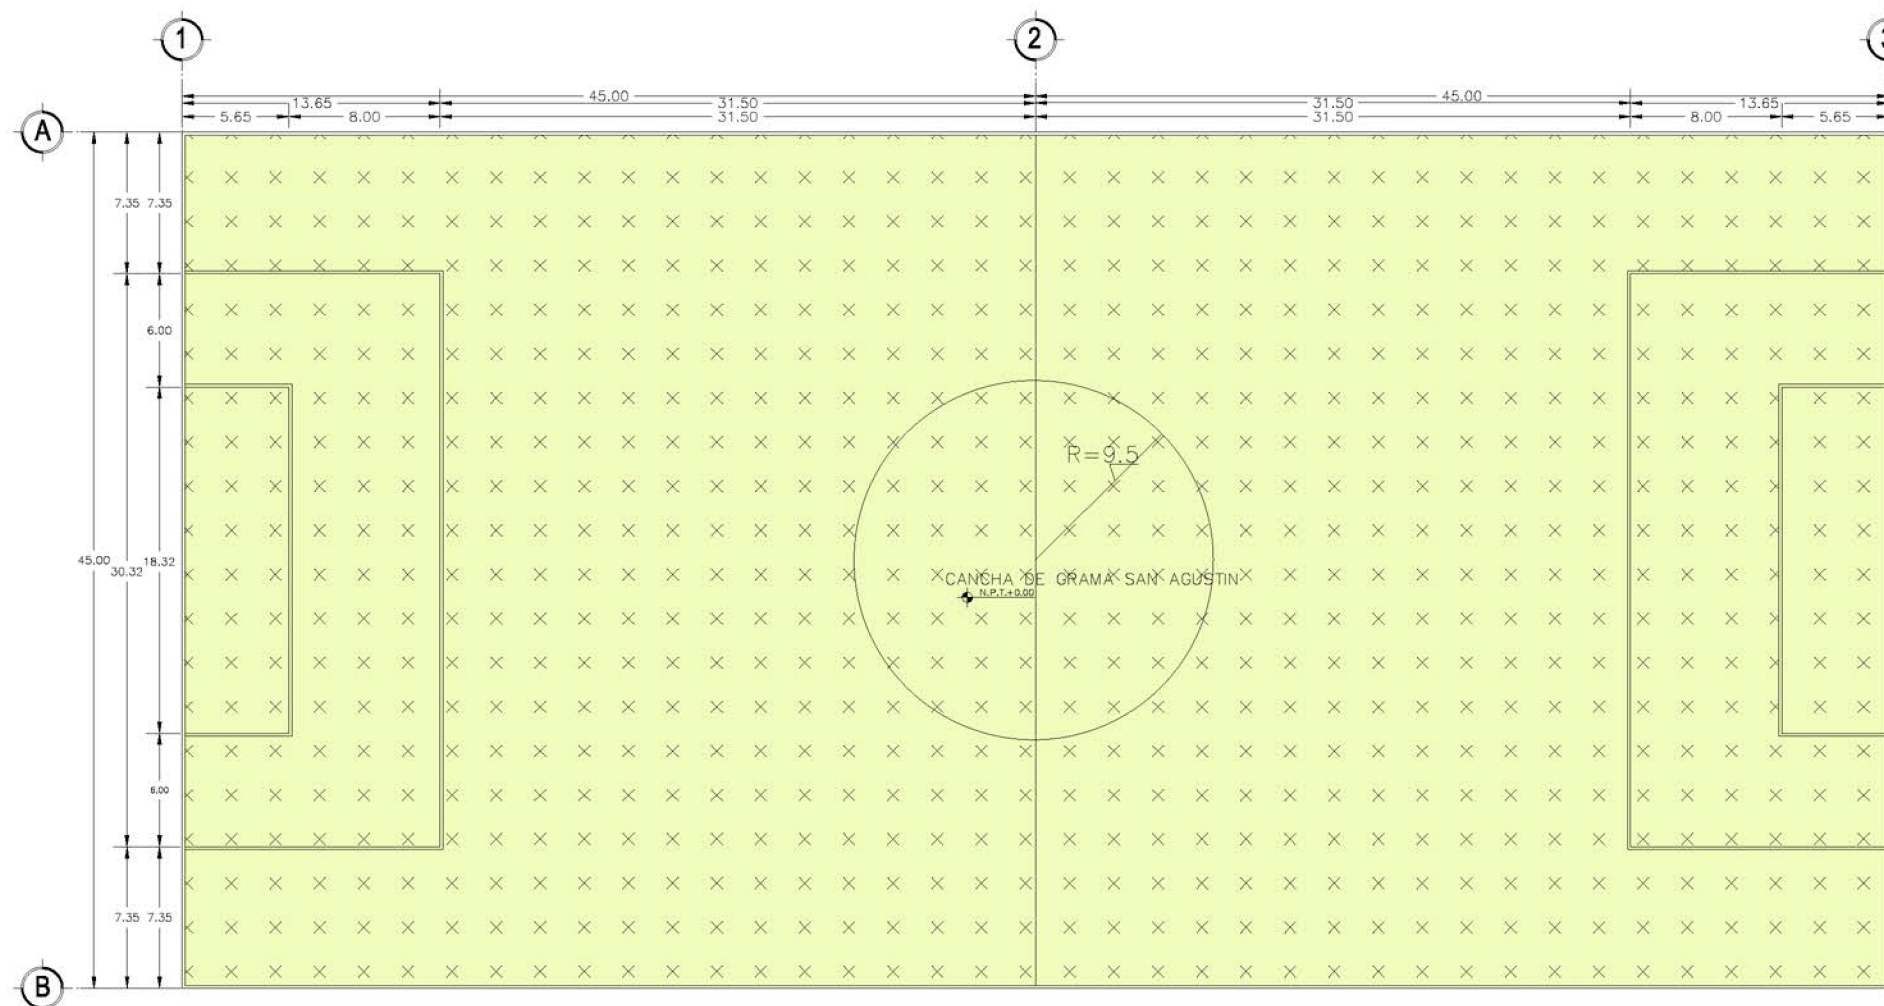 1 2 3
45.00 45.00
13.65 31.50 31.50 13.65
5.65 8.00 31.50 31.50 8.00 5.65
A
7.35 7.35
6.00
R=9.5
45.00 30.32 18.32
CANCHA DE GRAMA SAN AGUSTIN
N.P.T.+0.00
6.00
7.35 7.35
B